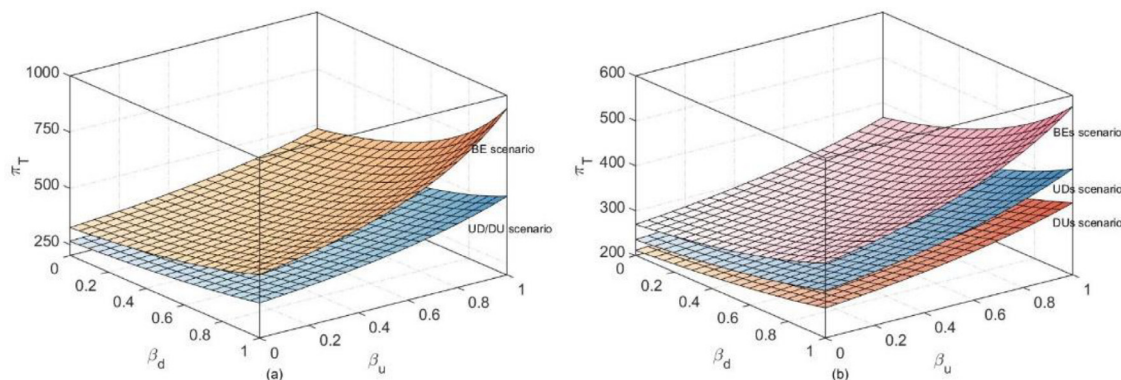 1000
750
500
250
π_T
0
0.2
0.4
0.6
0.8
1
β_d
0
0.2
0.4
0.6
0.8
1
β_u
BE scenario
UD/DU scenario
(a)
600
500
400
300
200
π_T
0
0.2
0.4
0.6
0.8
1
β_d
0
0.2
0.4
0.6
0.8
1
β_u
BEs scenario
UDs scenario
DUs scenario
(b)